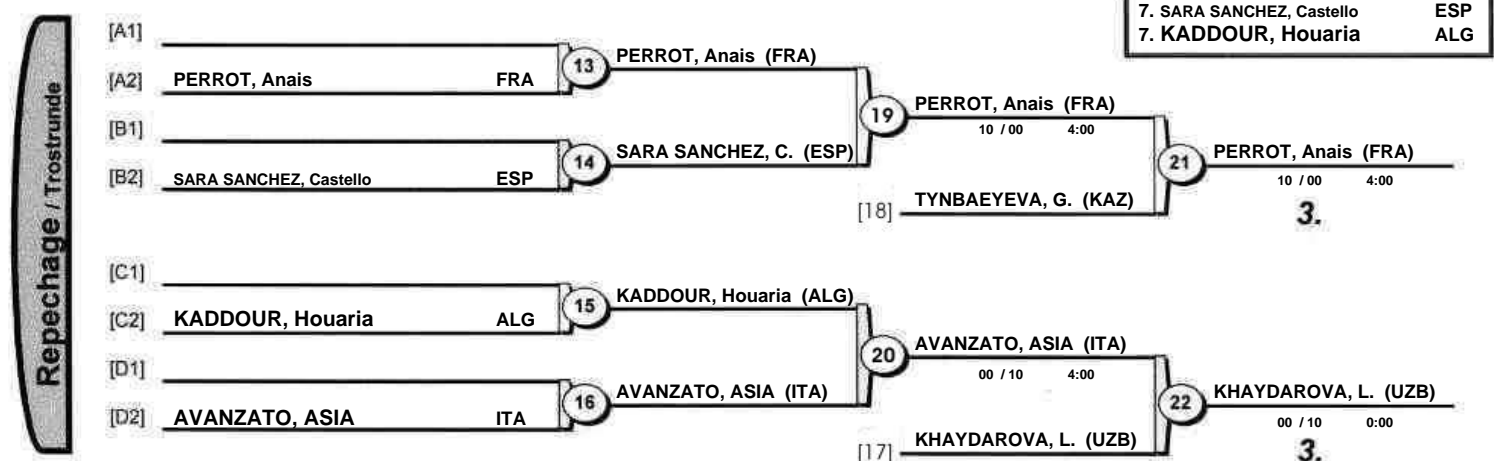 7. SARA SANCHEZ, Castello ESP
7. KADDOUR, Houaria ALG
Repechage / Trostrunde
[A1]
[A2] PERROT, Anais FRA
13
PERROT, Anais (FRA)
[B1]
[B2] SARA SANCHEZ, Castello ESP
14
SARA SANCHEZ, C. (ESP)
19
PERROT, Anais (FRA)
10 / 00 4:00
[18] TYNBAEYEVA, G. (KAZ)
21
PERROT, Anais (FRA)
10 / 00 4:00
3.
[C1]
[C2] KADDOUR, Houaria ALG
15
KADDOUR, Houaria (ALG)
[D1]
[D2] AVANZATO, ASIA ITA
16
AVANZATO, ASIA (ITA)
20
AVANZATO, ASIA (ITA)
00 / 10 4:00
[17] KHAYDAROVA, L. (UZB)
22
KHAYDAROVA, L. (UZB)
00 / 10 0:00
3.